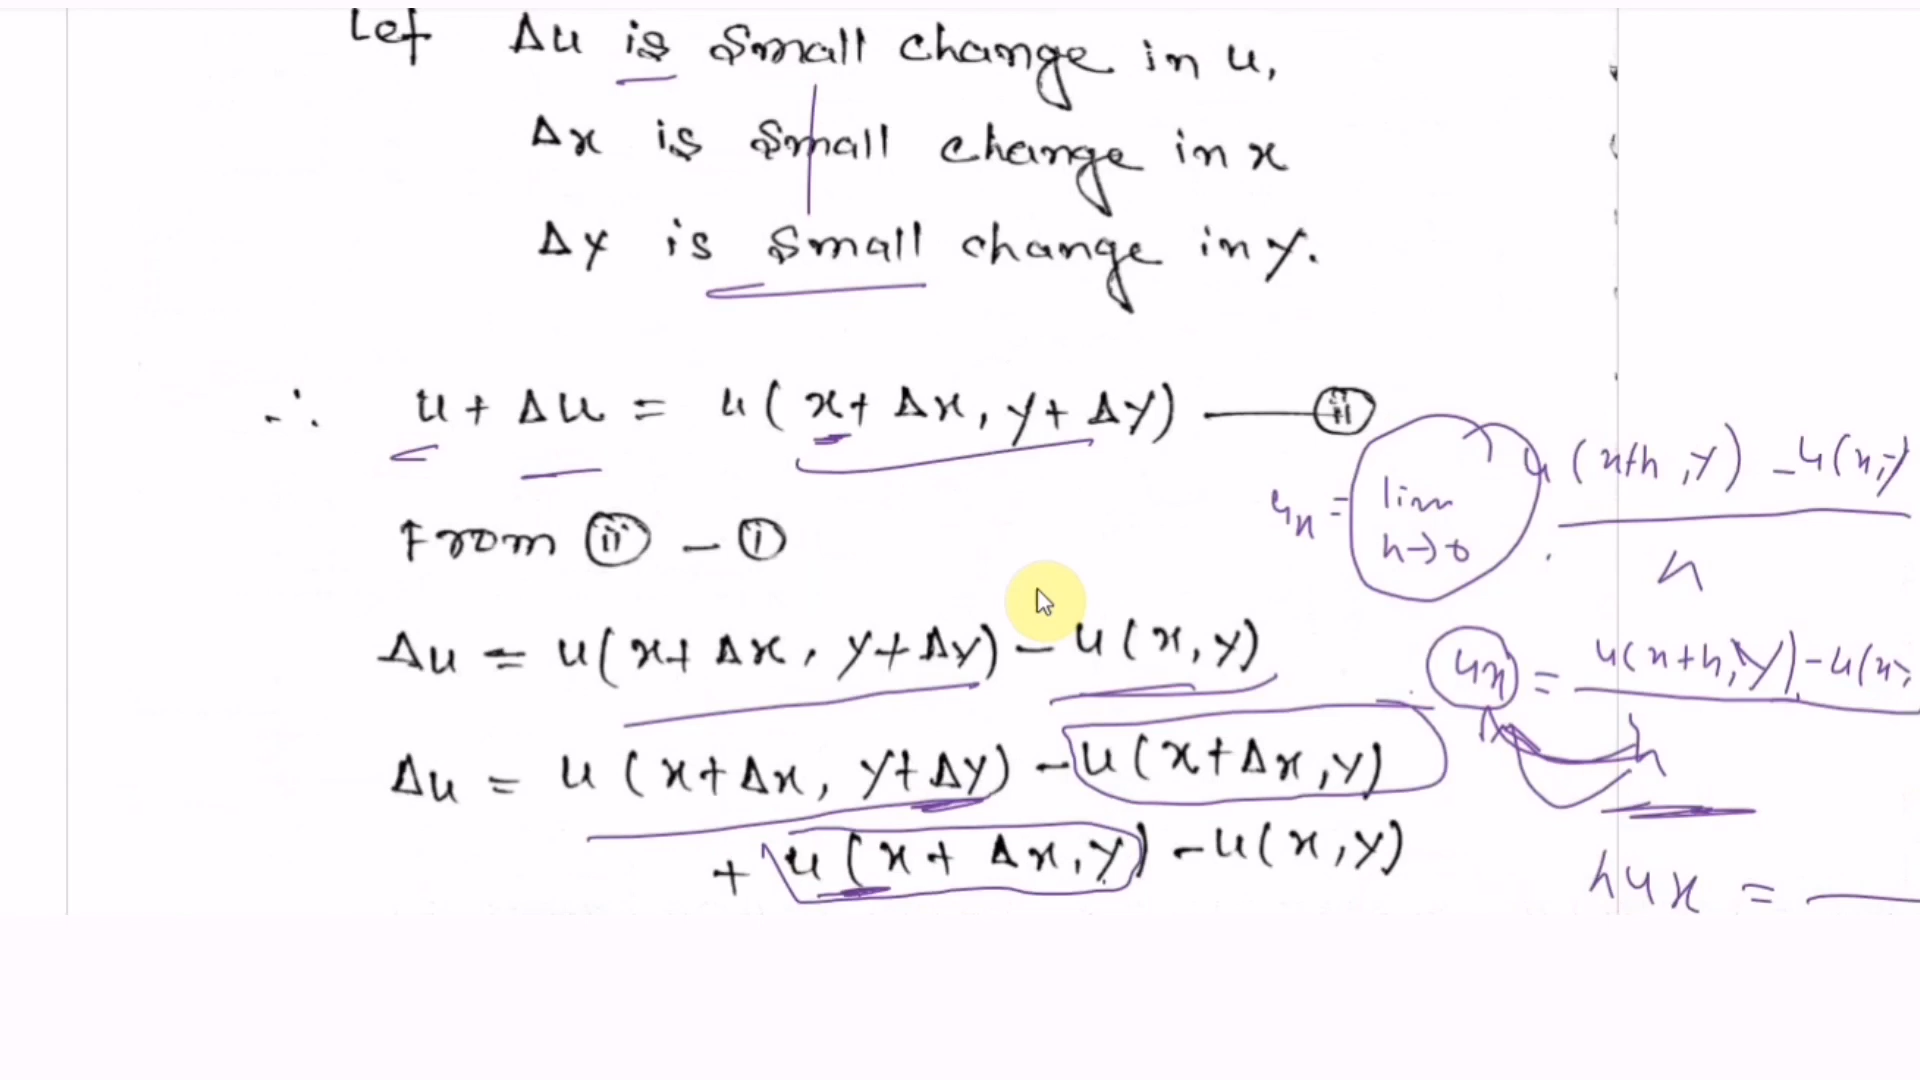 Let Δu is small change in u,
Δx is small change in x
Δy is small change in y.
∴ u + Δu = u(x+Δx, y+Δy) —— (ii)
From (ii) – (i)
Δu = u(x+Δx, y+Δy) – u(x,y)
Δu = u(x+Δx, y+Δy) – u(x+Δx,y)
+ u(x+Δx,y) – u(x,y)
ux = lim h→0 u(x+h,y) – u(x,y / h
ux = u(x+h,y) – u(x, / h
hux = ——